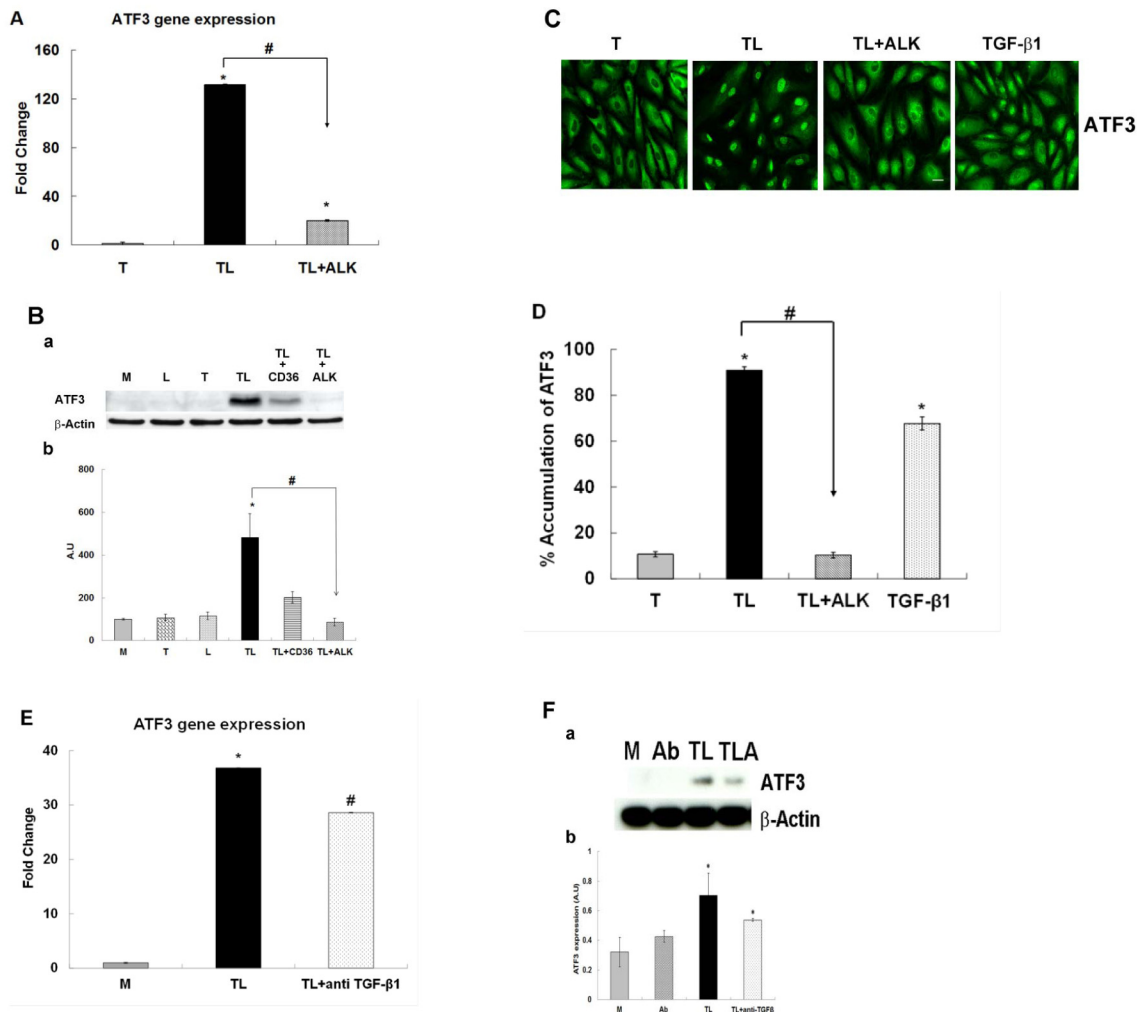 A
ATF3 gene expression
Fold Change
160
120
80
40
0
#
*
*
T TL TL+ALK
B
a
M L T TL TL + CD36 TL + ALK
ATF3
β-Actin
b
A.U
800
600
400
200
0
#
*
M T L TL TL+CD36 TL+ALK
C
T TL TL+ALK TGF-β1
ATF3
D
% Accumulation of ATF3
100
80
60
40
20
0
#
*
*
T TL TL+ALK TGF-β1
E
ATF3 gene expression
Fold Change
40
30
20
10
0
*
#
M TL TL+anti TGF-β1
F
a
M Ab TL TLA
ATF3
β-Actin
b
ATF3 expression (A.U)
1
0.8
0.6
0.4
0.2
0
*
*
M Ab TL TL+anti-TGFβ